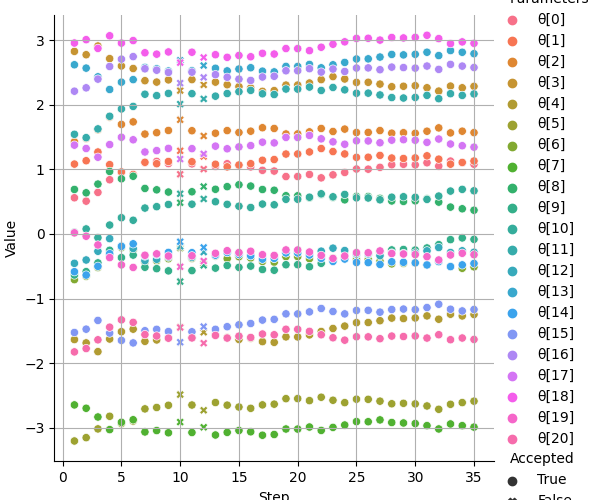 Parameters
θ[0]
θ[1]
θ[2]
θ[3]
θ[4]
θ[5]
θ[6]
θ[7]
θ[8]
θ[9]
θ[10]
θ[11]
θ[12]
θ[13]
θ[14]
θ[15]
θ[16]
θ[17]
θ[18]
θ[19]
θ[20]
Accepted
True
False
Value
3
2
1
0
−1
−2
−3
0 5 10 15 20 25 30 35
Step